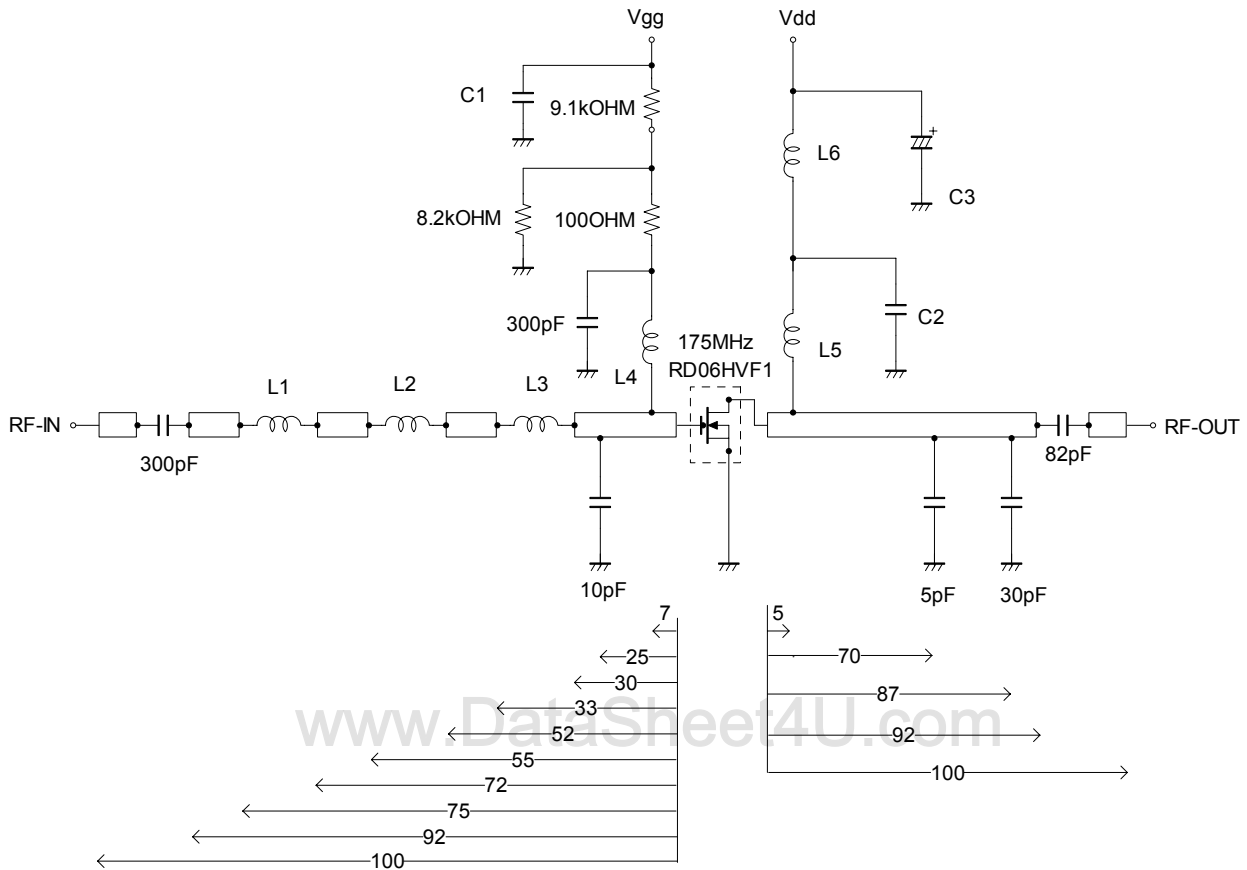 Vgg
Vdd
C1
9.1kOHM
L6
C3
8.2kOHM
100OHM
300pF
C2
175MHz
RD06HVF1
L5
L4
L1
L2
L3
RF-IN
RF-OUT
300pF
82pF
10pF
5pF
30pF
7
5
25
70
30
87
33
www.DataSheet4U.com
52
92
55
100
72
75
92
100